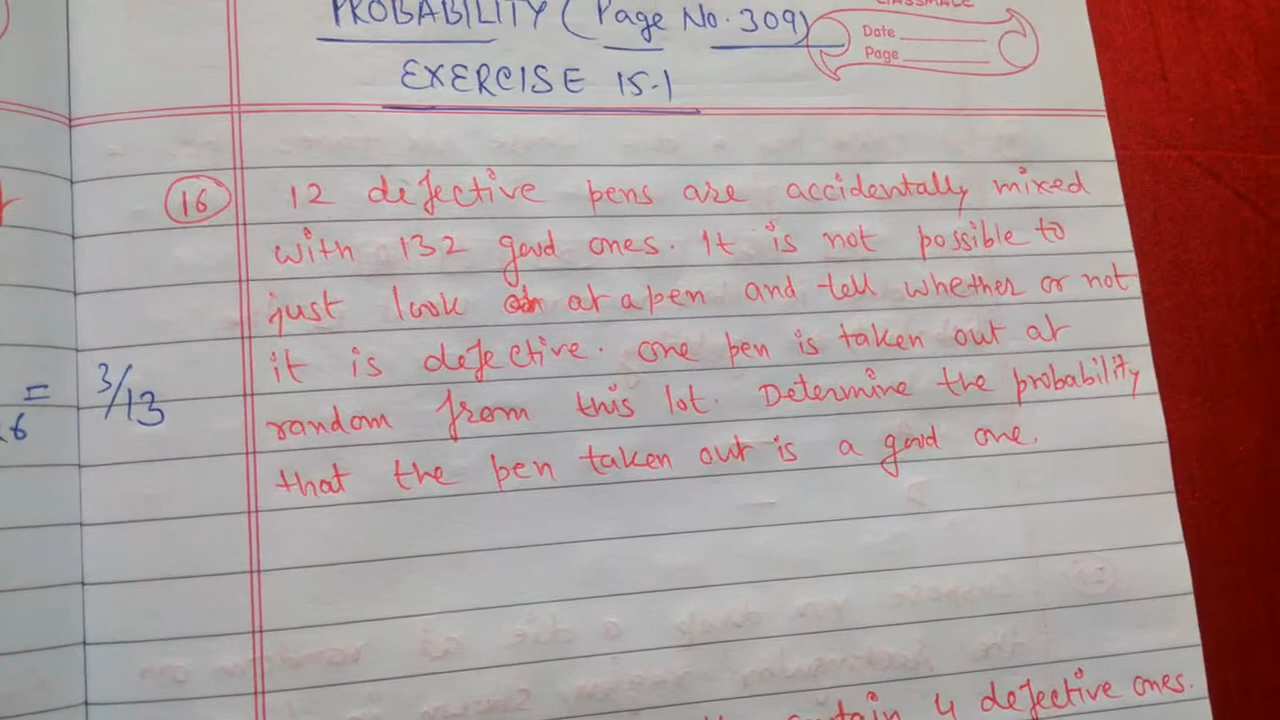 CLASSMATE
PROBABILITY (Page No. 309)
Date
Page
EXERCISE 15.1
16 12 defective pens are accidentally mixed
with 132 good ones. It is not possible to
just look at a pen and tell whether or not
it is defective. One pen is taken out at
random from this lot. Determine the probability
that the pen taken out is a good one.
= 3/13
6
4 defective ones.